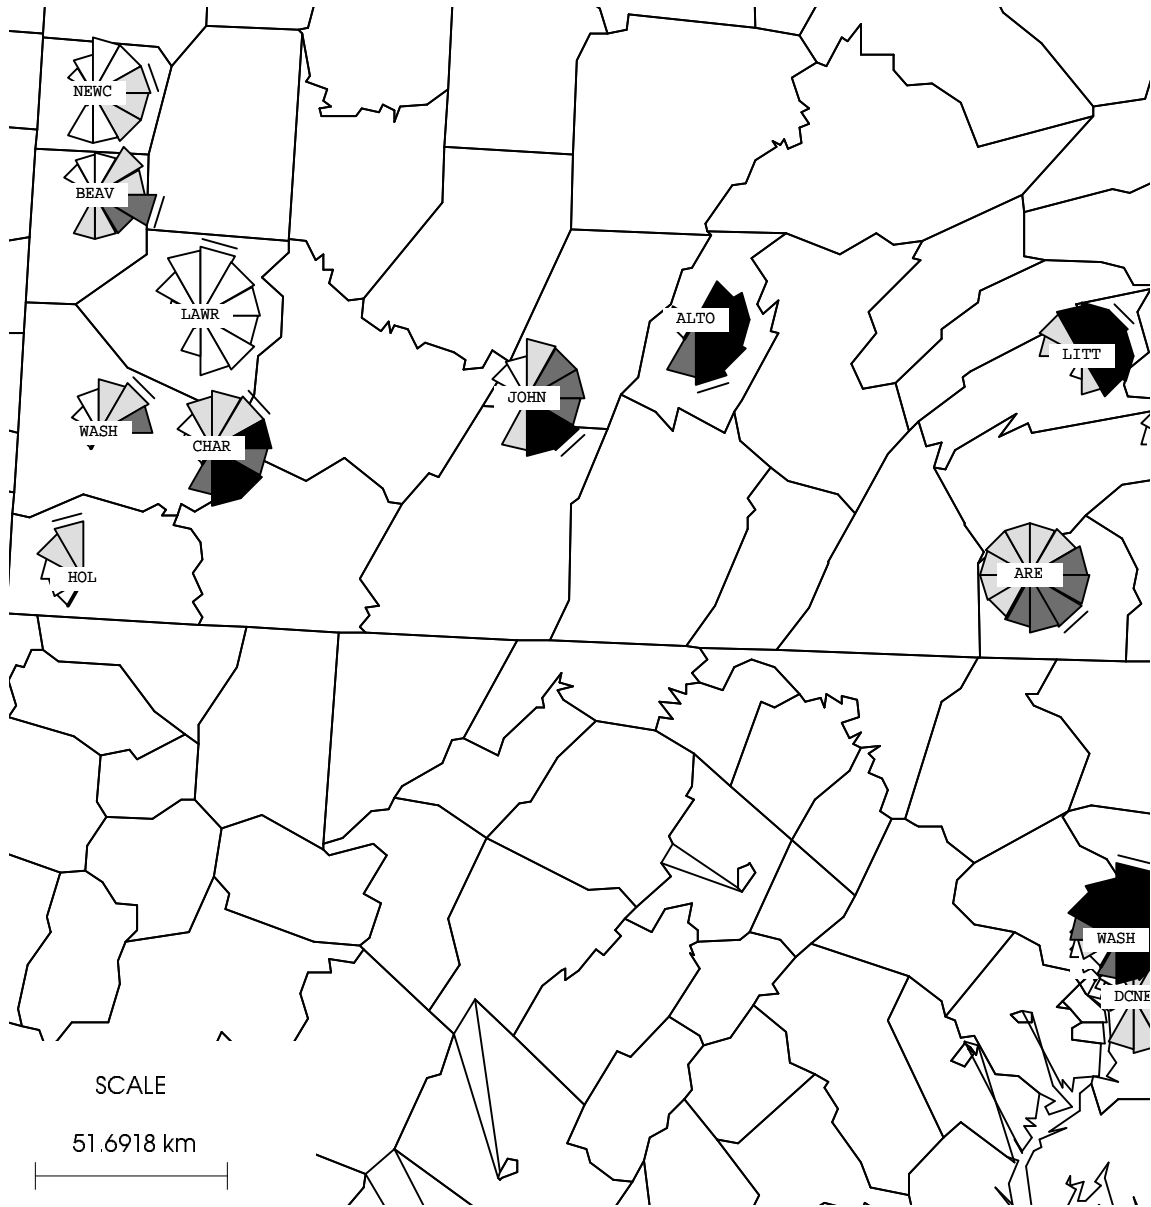 NEWC
BEAV
LAWR
ALTO
LITT
JOHN
WASH
CHAR
HOL
ARE
WASH
DCNE
SCALE
51.6918 km